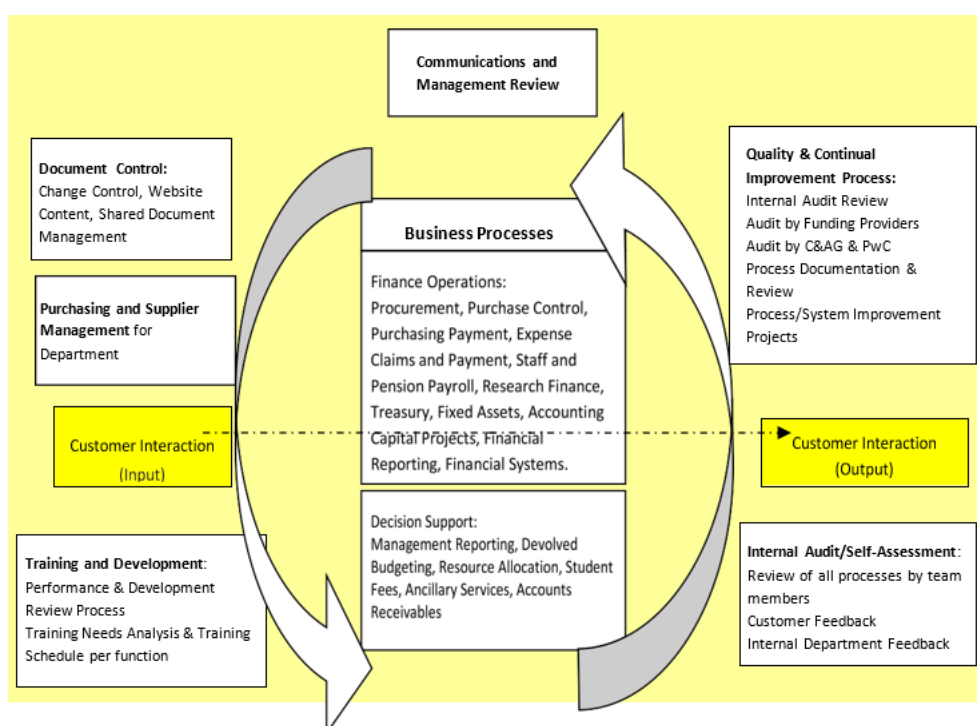 Communications and
Management Review
Document Control:
Change Control, Website
Content, Shared Document
Management
Purchasing and Supplier
Management for
Department
Customer Interaction
(Input)
Training and Development:
Performance & Development
Review Process
Training Needs Analysis & Training
Schedule per function
Business Processes
Finance Operations:
Procurement, Purchase Control,
Purchasing Payment, Expense
Claims and Payment, Staff and
Pension Payroll, Research Finance,
Treasury, Fixed Assets, Accounting
Capital Projects, Financial
Reporting, Financial Systems.
Decision Support:
Management Reporting, Devolved
Budgeting, Resource Allocation, Student
Fees, Ancillary Services, Accounts
Receivables
Quality & Continual
Improvement Process:
Internal Audit Review
Audit by Funding Providers
Audit by C&AG & PwC
Process Documentation &
Review
Process/System Improvement
Projects
Customer Interaction
(Output)
Internal Audit/Self-Assessment:
Review of all processes by team
members
Customer Feedback
Internal Department Feedback